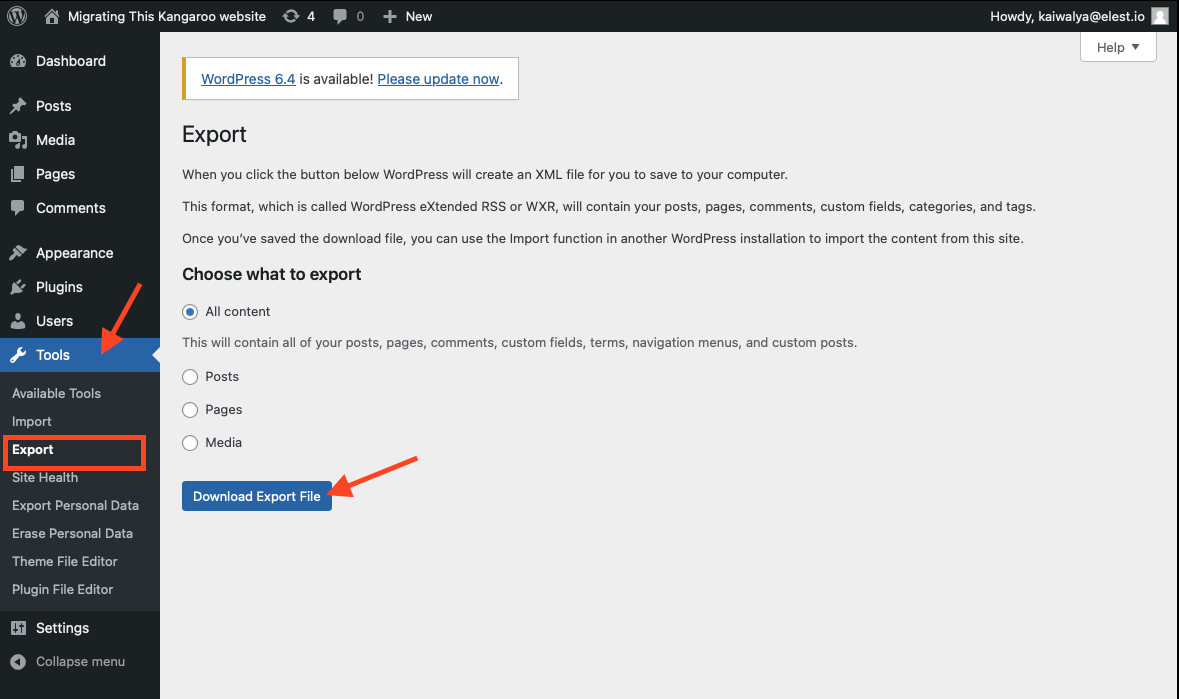 Migrating This Kangaroo website 4 0 New Howdy, kaiwalya@elest.io
Help
Dashboard
Posts
Media
Pages
Comments
Appearance
Plugins
Users
Tools
Available Tools
Import
Export
Site Health
Export Personal Data
Erase Personal Data
Theme File Editor
Plugin File Editor
Settings
Collapse menu
WordPress 6.4 is available! Please update now.
Export
When you click the button below WordPress will create an XML file for you to save to your computer.
This format, which is called WordPress eXtended RSS or WXR, will contain your posts, pages, comments, custom fields, categories, and tags.
Once you’ve saved the download file, you can use the Import function in another WordPress installation to import the content from this site.
Choose what to export
All content
This will contain all of your posts, pages, comments, custom fields, terms, navigation menus, and custom posts.
Posts
Pages
Media
Download Export File